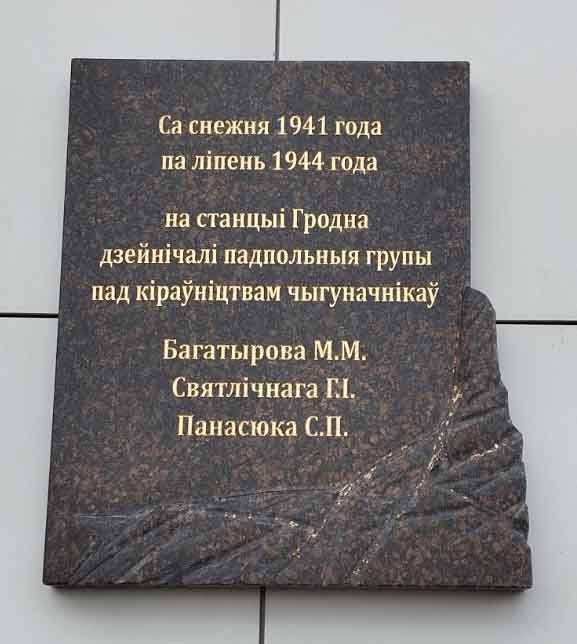 Са снежня 1941 года
па ліпень 1944 года
на станцыі Гродна
дзейнічалі падпольныя групы
пад кіраўніцтвам чыгуначнікаў
Багатырова М.М.
Святлічнага Г.І.
Панасюка С.П.